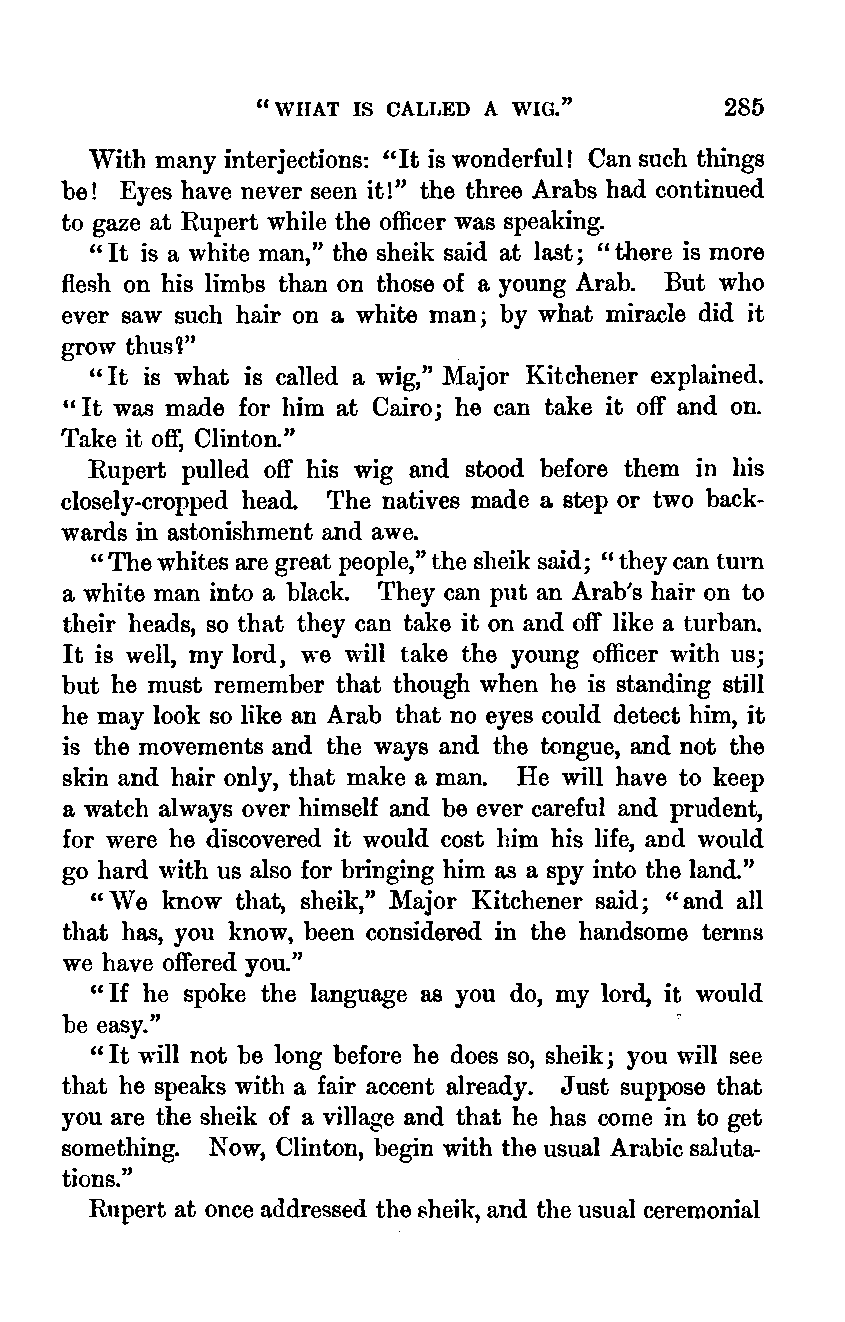 “WHAT IS CALLED A WIG.” 285
With many interjections: “It is wonderful! Can such things
be! Eyes have never seen it!” the three Arabs had continued
to gaze at Rupert while the officer was speaking.
“It is a white man,” the sheik said at last; “there is more
flesh on his limbs than on those of a young Arab. But who
ever saw such hair on a white man; by what miracle did it
grow thus?”
“It is what is called a wig,” Major Kitchener explained.
“It was made for him at Cairo; he can take it off and on.
Take it off, Clinton.”
Rupert pulled off his wig and stood before them in his
closely-cropped head. The natives made a step or two back-
wards in astonishment and awe.
“The whites are great people,” the sheik said; “they can turn
a white man into a black. They can put an Arab's hair on to
their heads, so that they can take it on and off like a turban.
It is well, my lord, we will take the young officer with us;
but he must remember that though when he is standing still
he may look so like an Arab that no eyes could detect him, it
is the movements and the ways and the tongue, and not the
skin and hair only, that make a man. He will have to keep
a watch always over himself and be ever careful and prudent,
for were he discovered it would cost him his life, and would
go hard with us also for bringing him as a spy into the land.”
“We know that, sheik,” Major Kitchener said; “and all
that has, you know, been considered in the handsome terms
we have offered you.”
“If he spoke the language as you do, my lord, it would
be easy.”
“It will not be long before he does so, sheik; you will see
that he speaks with a fair accent already. Just suppose that
you are the sheik of a village and that he has come in to get
something. Now, Clinton, begin with the usual Arabic saluta-
tions.”
Rupert at once addressed the sheik, and the usual ceremonial